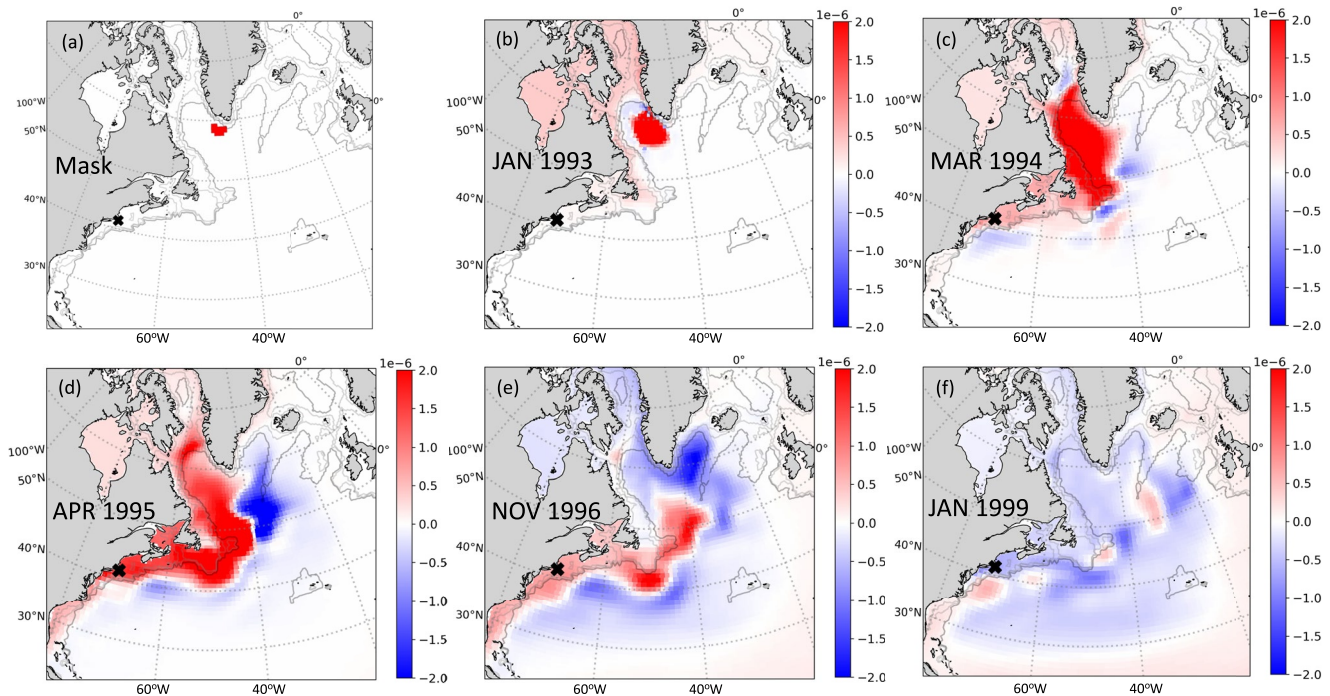 (a)
0°
100°W
50°N
0°
Mask
40°N
30°N
60°W
40°W
(b)
0°
1e−6
2.0
1.5
1.0
0.5
0.0
−0.5
−1.0
−1.5
−2.0
100°W
50°N
0°
JAN 1993
40°N
30°N
60°W
40°W
(c)
0°
1e−6
2.0
1.5
1.0
0.5
0.0
−0.5
−1.0
−1.5
−2.0
100°W
50°N
0°
MAR 1994
40°N
30°N
60°W
40°W
(d)
0°
1e−6
2.0
1.5
1.0
0.5
0.0
−0.5
−1.0
−1.5
−2.0
100°W
50°N
0°
APR 1995
40°N
30°N
60°W
40°W
(e)
0°
1e−6
2.0
1.5
1.0
0.5
0.0
−0.5
−1.0
−1.5
−2.0
100°W
50°N
0°
NOV 1996
40°N
30°N
60°W
40°W
(f)
0°
1e−6
2.0
1.5
1.0
0.5
0.0
−0.5
−1.0
−1.5
−2.0
100°W
50°N
0°
JAN 1999
40°N
30°N
60°W
40°W